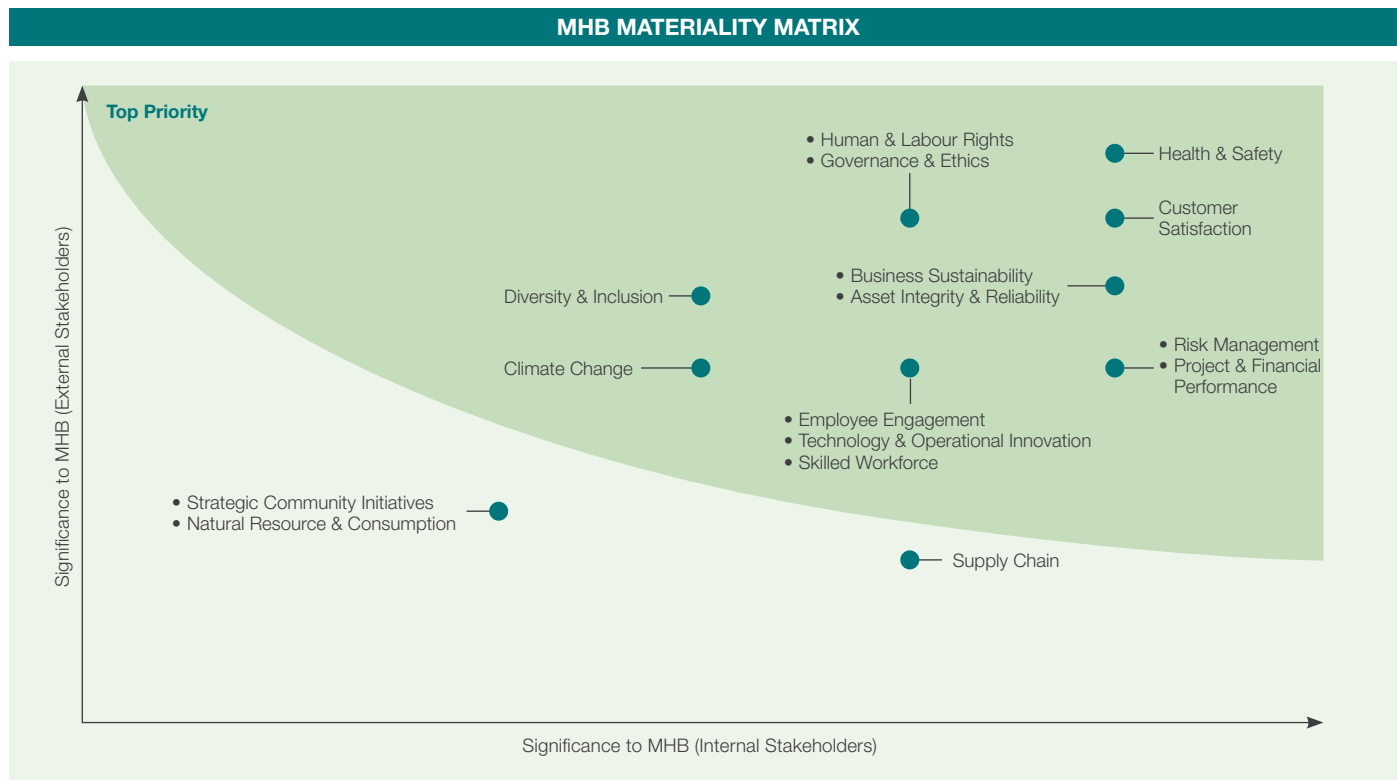 MHB MATERIALITY MATRIX
Top Priority
• Human & Labour Rights
• Governance & Ethics
Health & Safety
Customer
Satisfaction
• Business Sustainability
• Asset Integrity & Reliability
Diversity & Inclusion
• Risk Management
• Project & Financial
Performance
Climate Change
• Employee Engagement
• Technology & Operational Innovation
• Skilled Workforce
• Strategic Community Initiatives
• Natural Resource & Consumption
Supply Chain
Significance to MHB (External Stakeholders)
Significance to MHB (Internal Stakeholders)